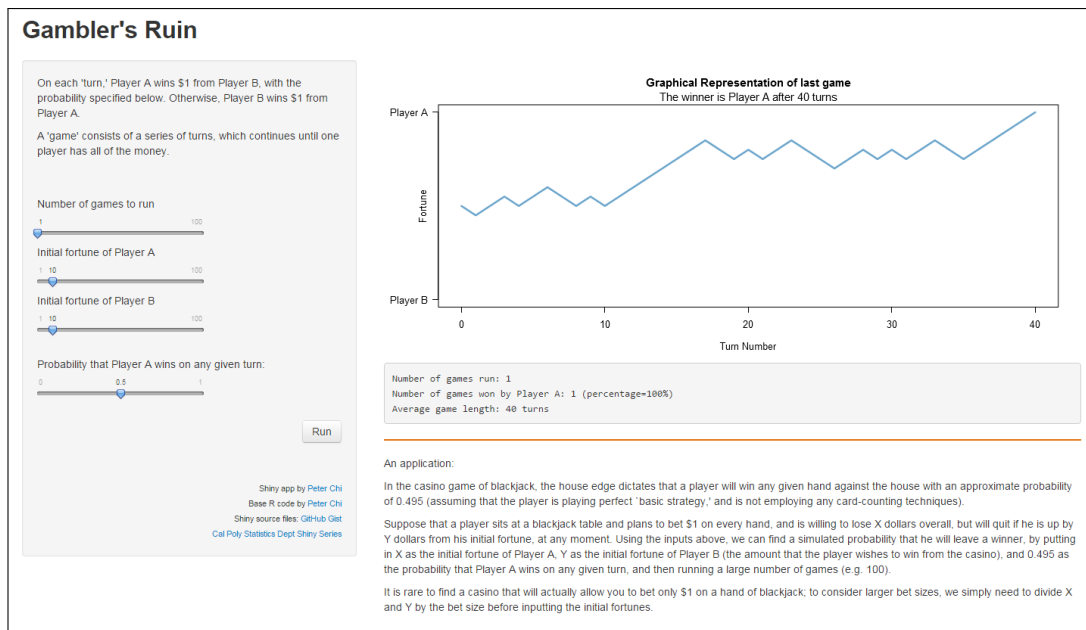 Gambler's Ruin
On each 'turn,' Player A wins $1 from Player B, with the
probability specified below. Otherwise, Player B wins $1 from
Player A.
A 'game' consists of a series of turns, which continues until one
player has all of the money.
Number of games to run
1 100
Initial fortune of Player A
1 10 100
Initial fortune of Player B
1 10 100
Probability that Player A wins on any given turn:
0 0.5 1
Run
Shiny app by Peter Chi
Base R code by Peter Chi
Shiny source files: GitHub Gist
Cal Poly Statistics Dept Shiny Series
Graphical Representation of last game
The winner is Player A after 40 turns
Player A
Fortune
Player B
0 10 20 30 40
Turn Number
Number of games run: 1
Number of games won by Player A: 1 (percentage=100%)
Average game length: 40 turns
An application:
In the casino game of blackjack, the house edge dictates that a player will win any given hand against the house with an approximate probability
of 0.495 (assuming that the player is playing perfect `basic strategy,' and is not employing any card-counting techniques).
Suppose that a player sits at a blackjack table and plans to bet $1 on every hand, and is willing to lose X dollars overall, but will quit if he is up by
Y dollars from his initial fortune, at any moment. Using the inputs above, we can find a simulated probability that he will leave a winner, by putting
in X as the initial fortune of Player A, Y as the initial fortune of Player B (the amount that the player wishes to win from the casino), and 0.495 as
the probability that Player A wins on any given turn, and then running a large number of games (e.g. 100).
It is rare to find a casino that will actually allow you to bet only $1 on a hand of blackjack; to consider larger bet sizes, we simply need to divide X
and Y by the bet size before inputting the initial fortunes.